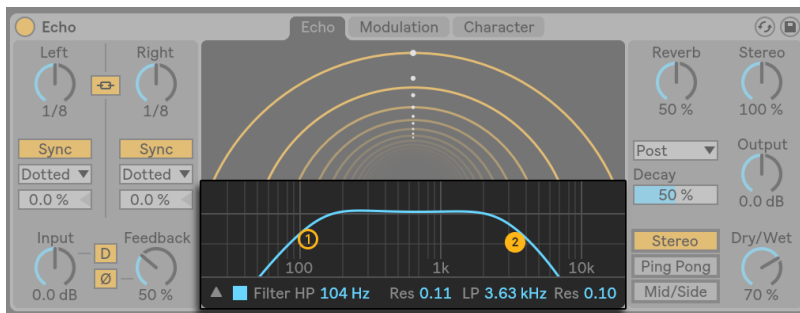 Echo
Echo Modulation Character
Left Right
1/8 1/8
Sync Sync
Dotted Dotted
0.0 % 0.0 %
Input Feedback
D
Ø
0.0 dB 50 %
1 2
100 1k 10k
Filter HP 104 Hz Res 0.11 LP 3.63 kHz Res 0.10
Reverb Stereo
50 % 100 %
Post
Output
Decay
50 % 0.0 dB
Stereo Dry/Wet
Ping Pong
Mid/Side 70 %